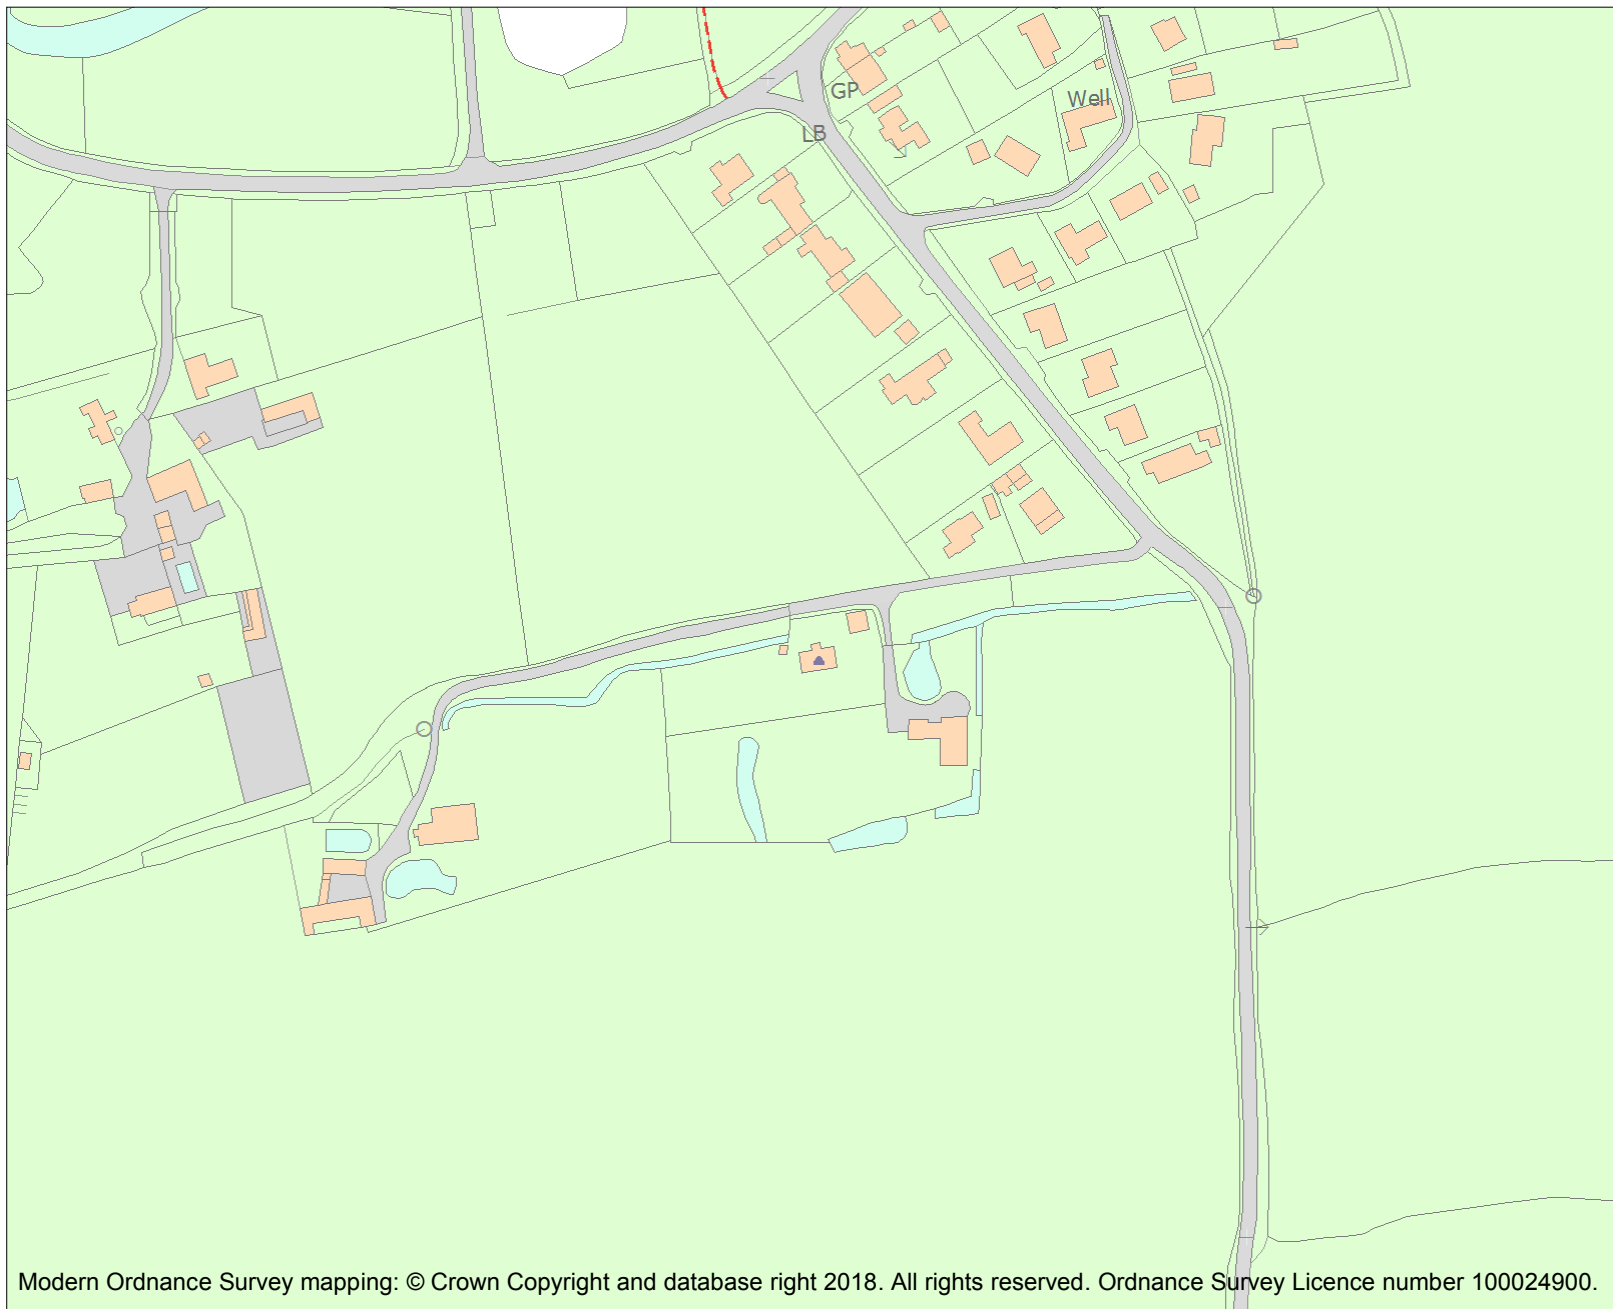 GP
Well
LB
Modern Ordnance Survey mapping: © Crown Copyright and database right 2018. All rights reserved. Ordnance Survey Licence number 100024900.